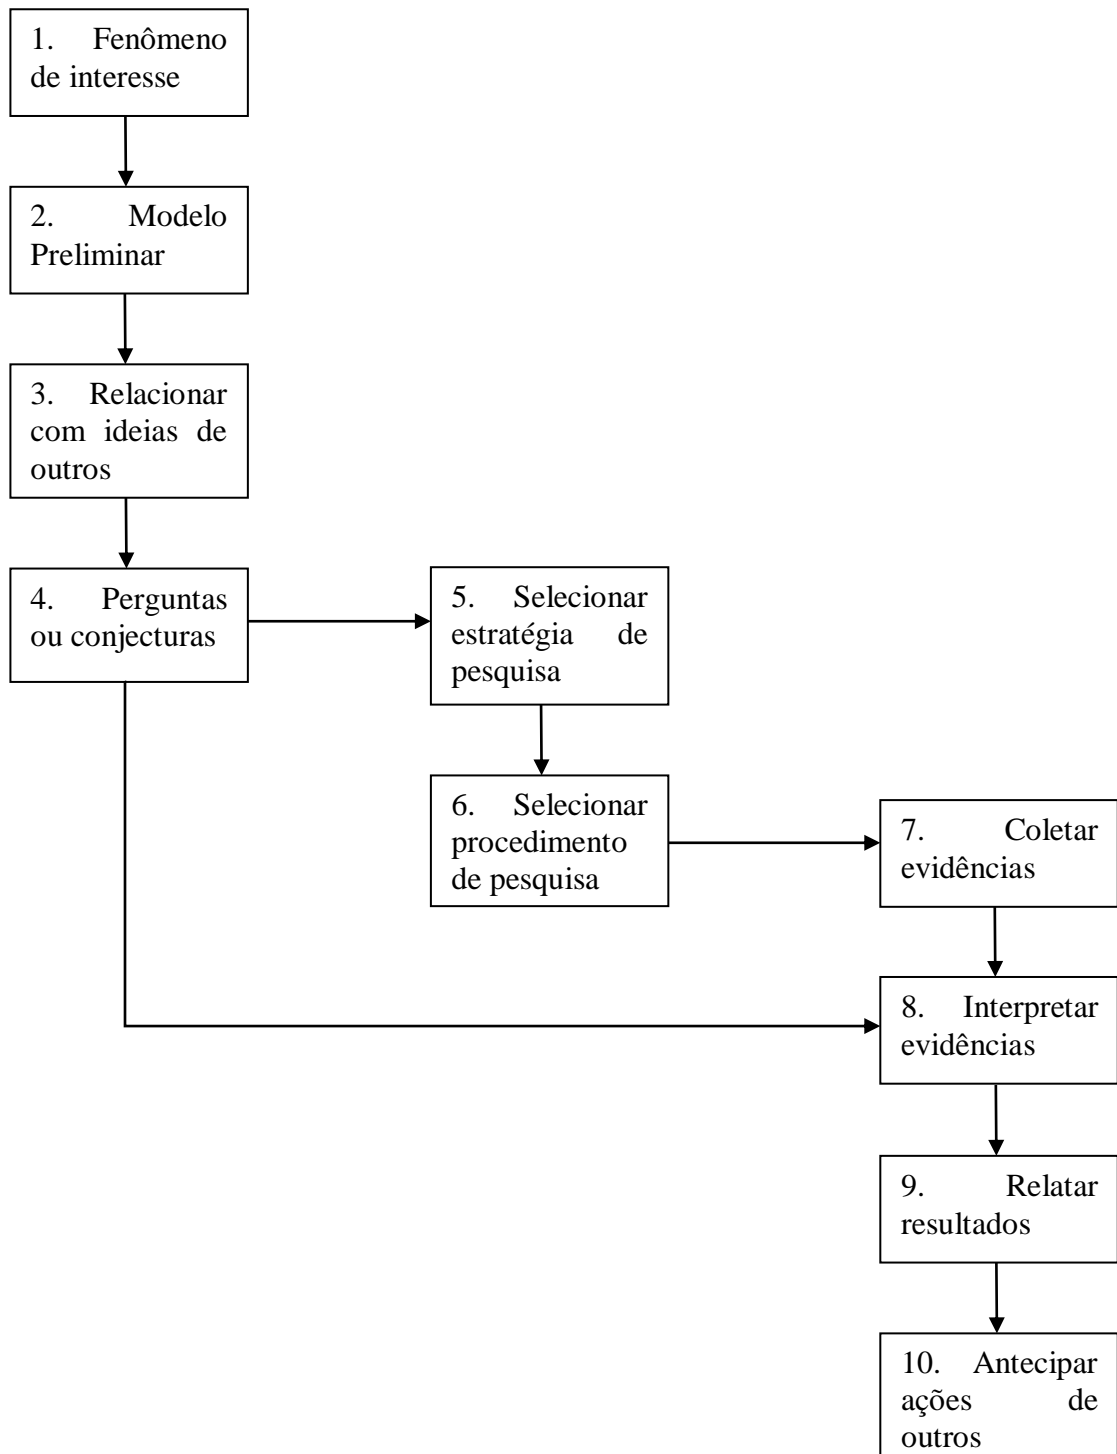 1. Fenômeno
de interesse
2. Modelo
Preliminar
3. Relacionar
com ideias de
outros
4. Perguntas
ou conjecturas
5. Selecionar
estratégia de
pesquisa
6. Selecionar
procedimento
de pesquisa
7. Coletar
evidências
8. Interpretar
evidências
9. Relatar
resultados
10. Antecipar
ações de
outros